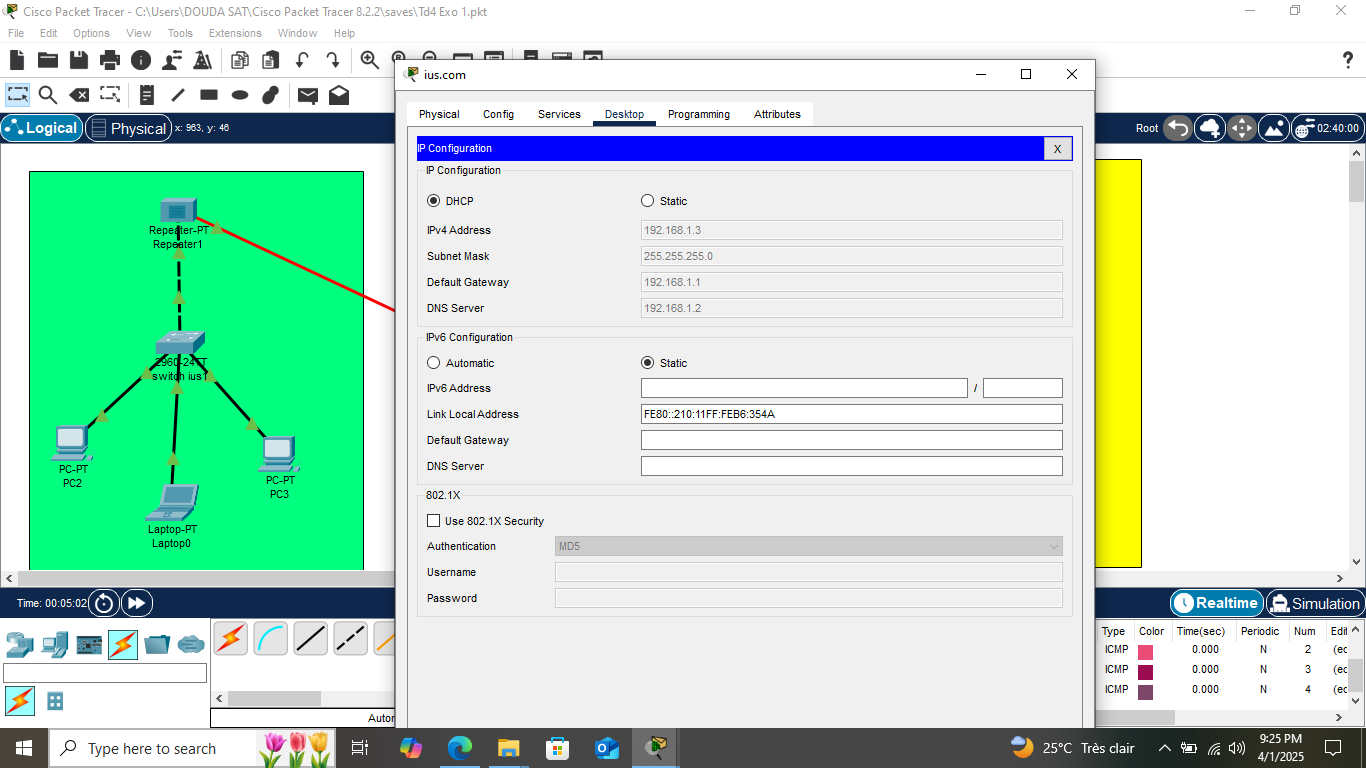 Cisco Packet Tracer - C:\Users\DOUDA SAT\Cisco Packet Tracer 8.2.2\saves\Td4 Exo 1.pkt
File Edit Options View Tools Extensions Window Help
?
ius.com
Physical Config Services Desktop Programming Attributes
Logical Physical x: 963, y: 46
Root 02:40:00
IP Configuration X
IP Configuration
DHCP Static
IPv4 Address 192.168.1.3
Subnet Mask 255.255.255.0
Default Gateway 192.168.1.1
DNS Server 192.168.1.2
IPv6 Configuration
Automatic Static
IPv6 Address /
Link Local Address FE80::210:11FF:FEB6:354A
Default Gateway
DNS Server
802.1X
Use 802.1X Security
Authentication MD5
Username
Password
Repeater-PT
Repeater1
2960-24TT
switch ius1
PC-PT
PC2
PC-PT
PC3
Laptop-PT
Laptop0
Time: 00:05:02
Realtime Simulation
Type Color Time(sec) Periodic Num Edi
ICMP 0.000 N 2 (ec
ICMP 0.000 N 3 (ec
ICMP 0.000 N 4 (ec
Autor
Type here to search
25°C Très clair
9:25 PM
4/1/2025